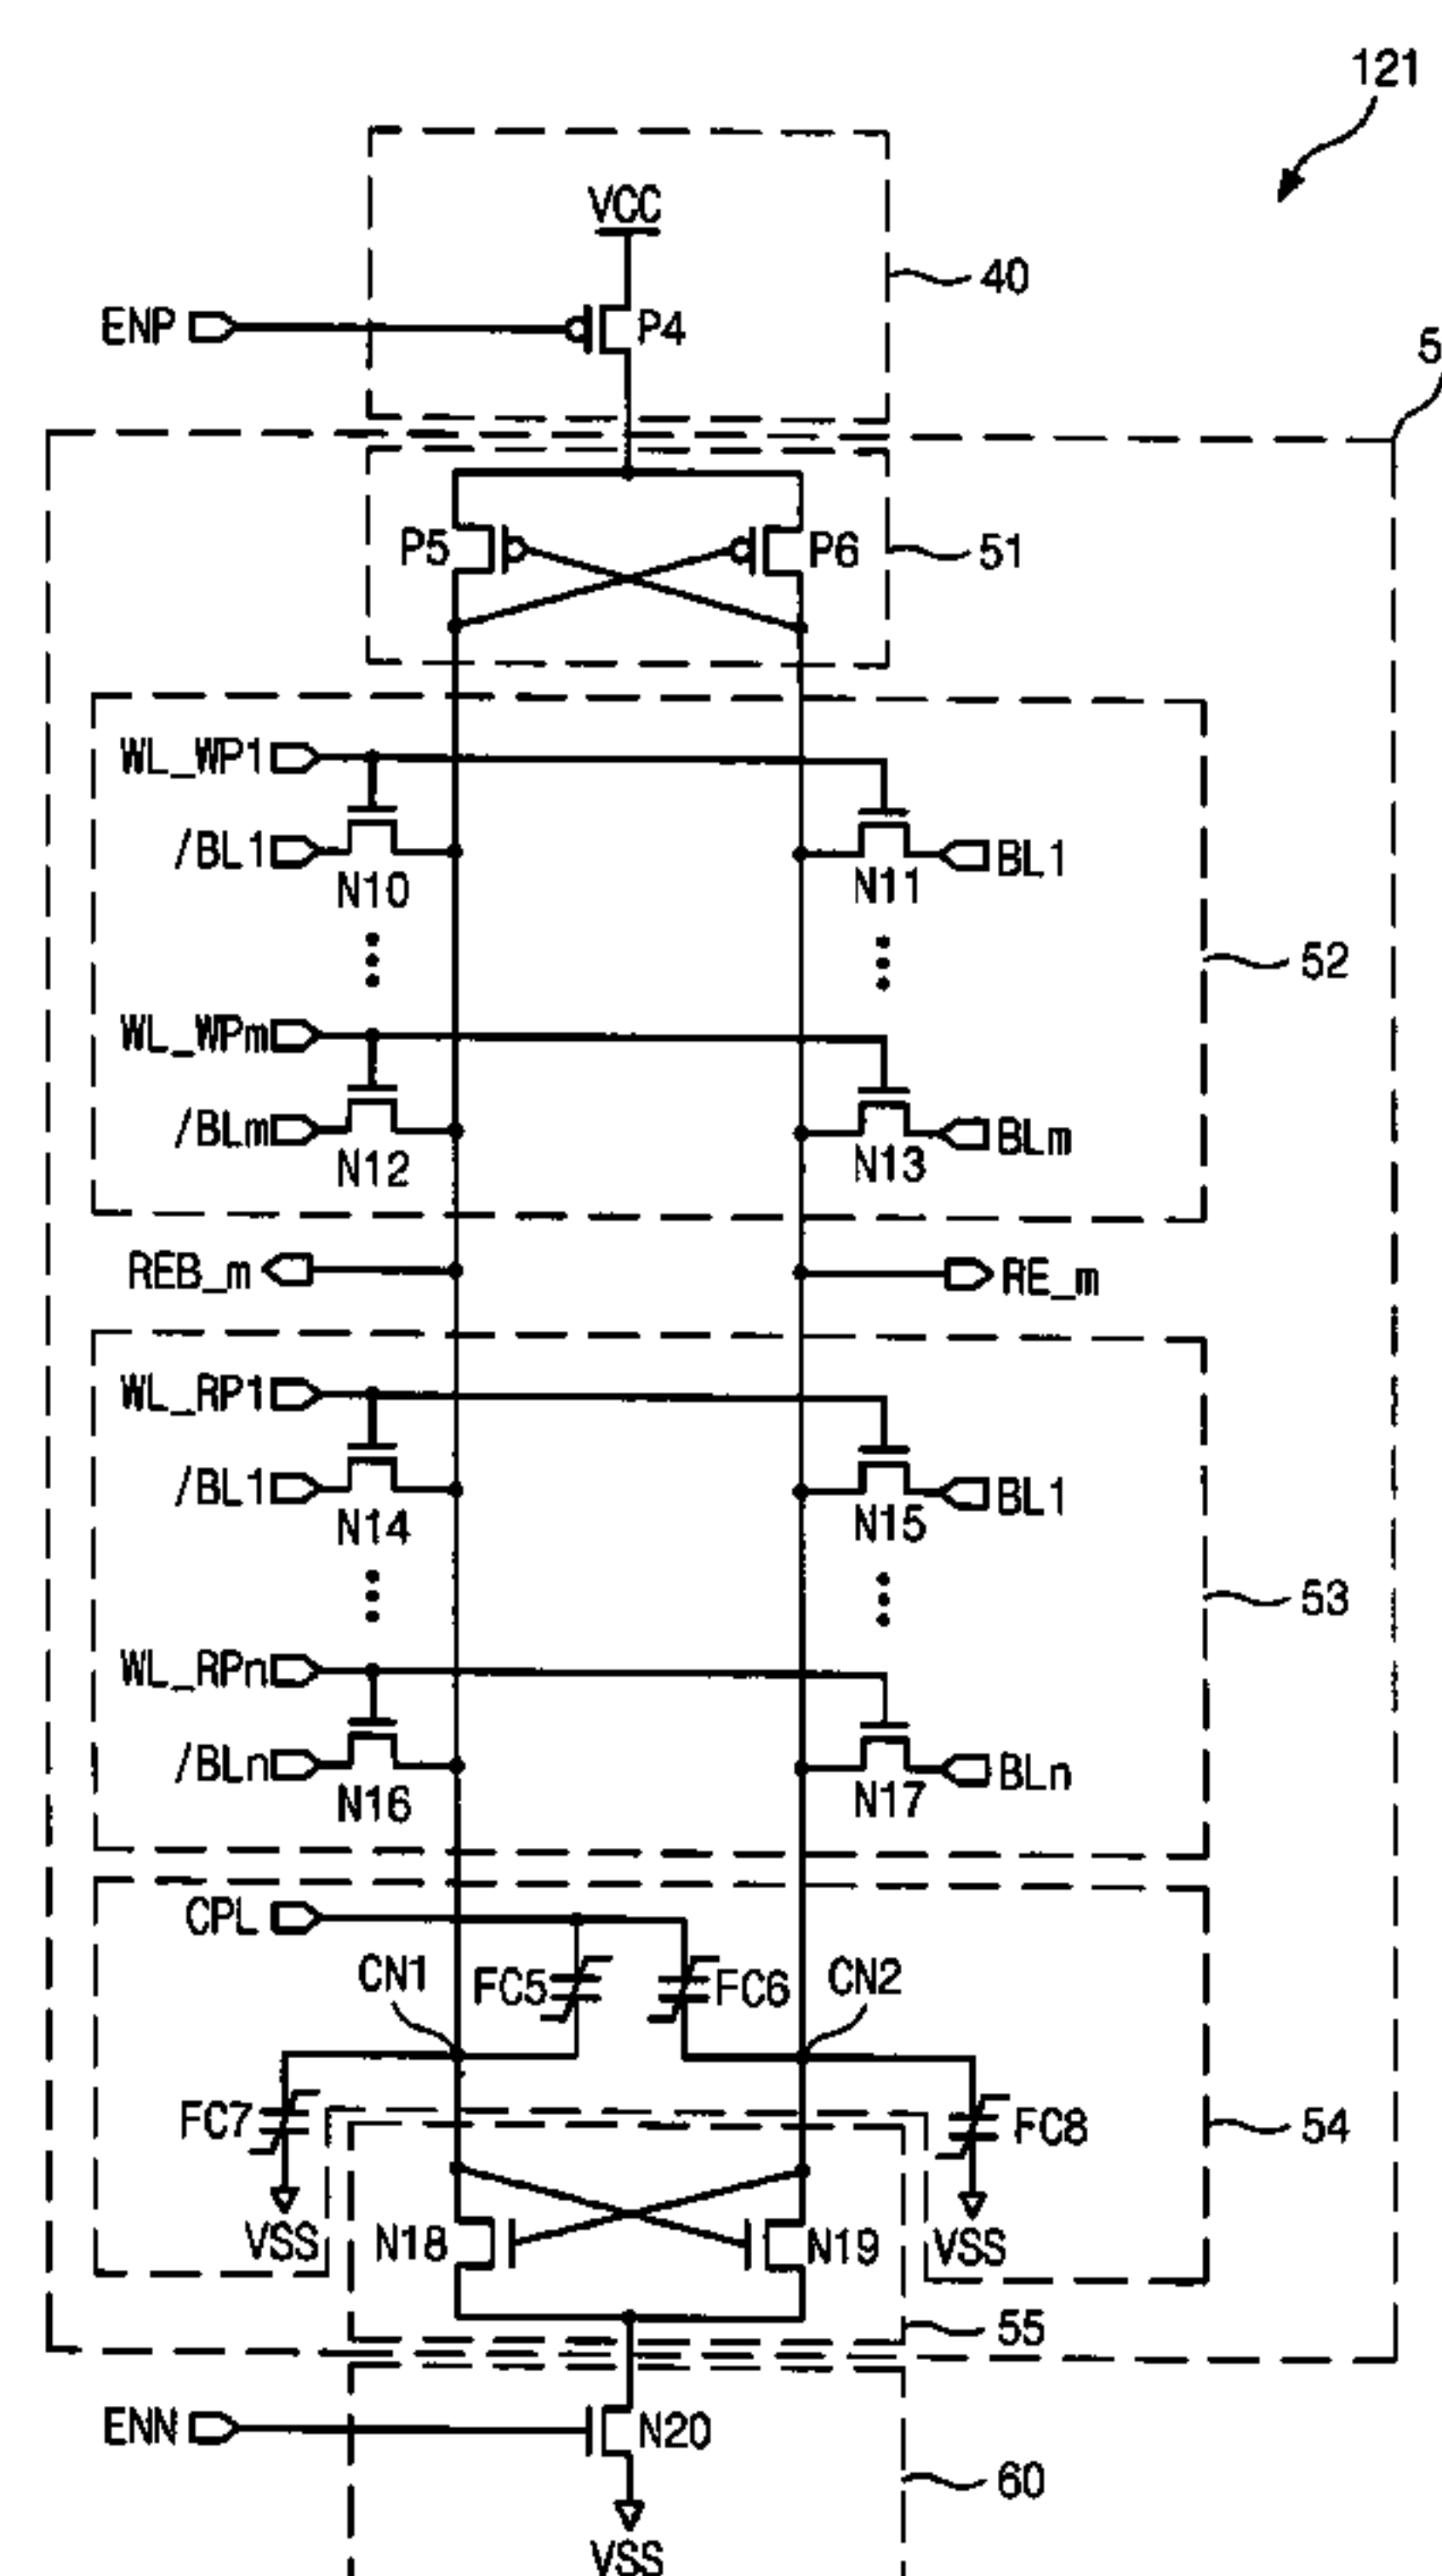 121
VCC
40
ENP
P4
5
P5
P6
51
WL_WP1
/BL1
BL1
N10
N11
52
WL_WPm
/BLm
BLm
N12
N13
REB_m
RE_m
WL_RP1
/BL1
BL1
N14
N15
53
WL_RPn
/BLn
BLn
N16
N17
CPL
CN1
FC5
FC6
CN2
FC7
FC8
54
VSS
N18
N19
VSS
55
ENN
N20
60
VSS